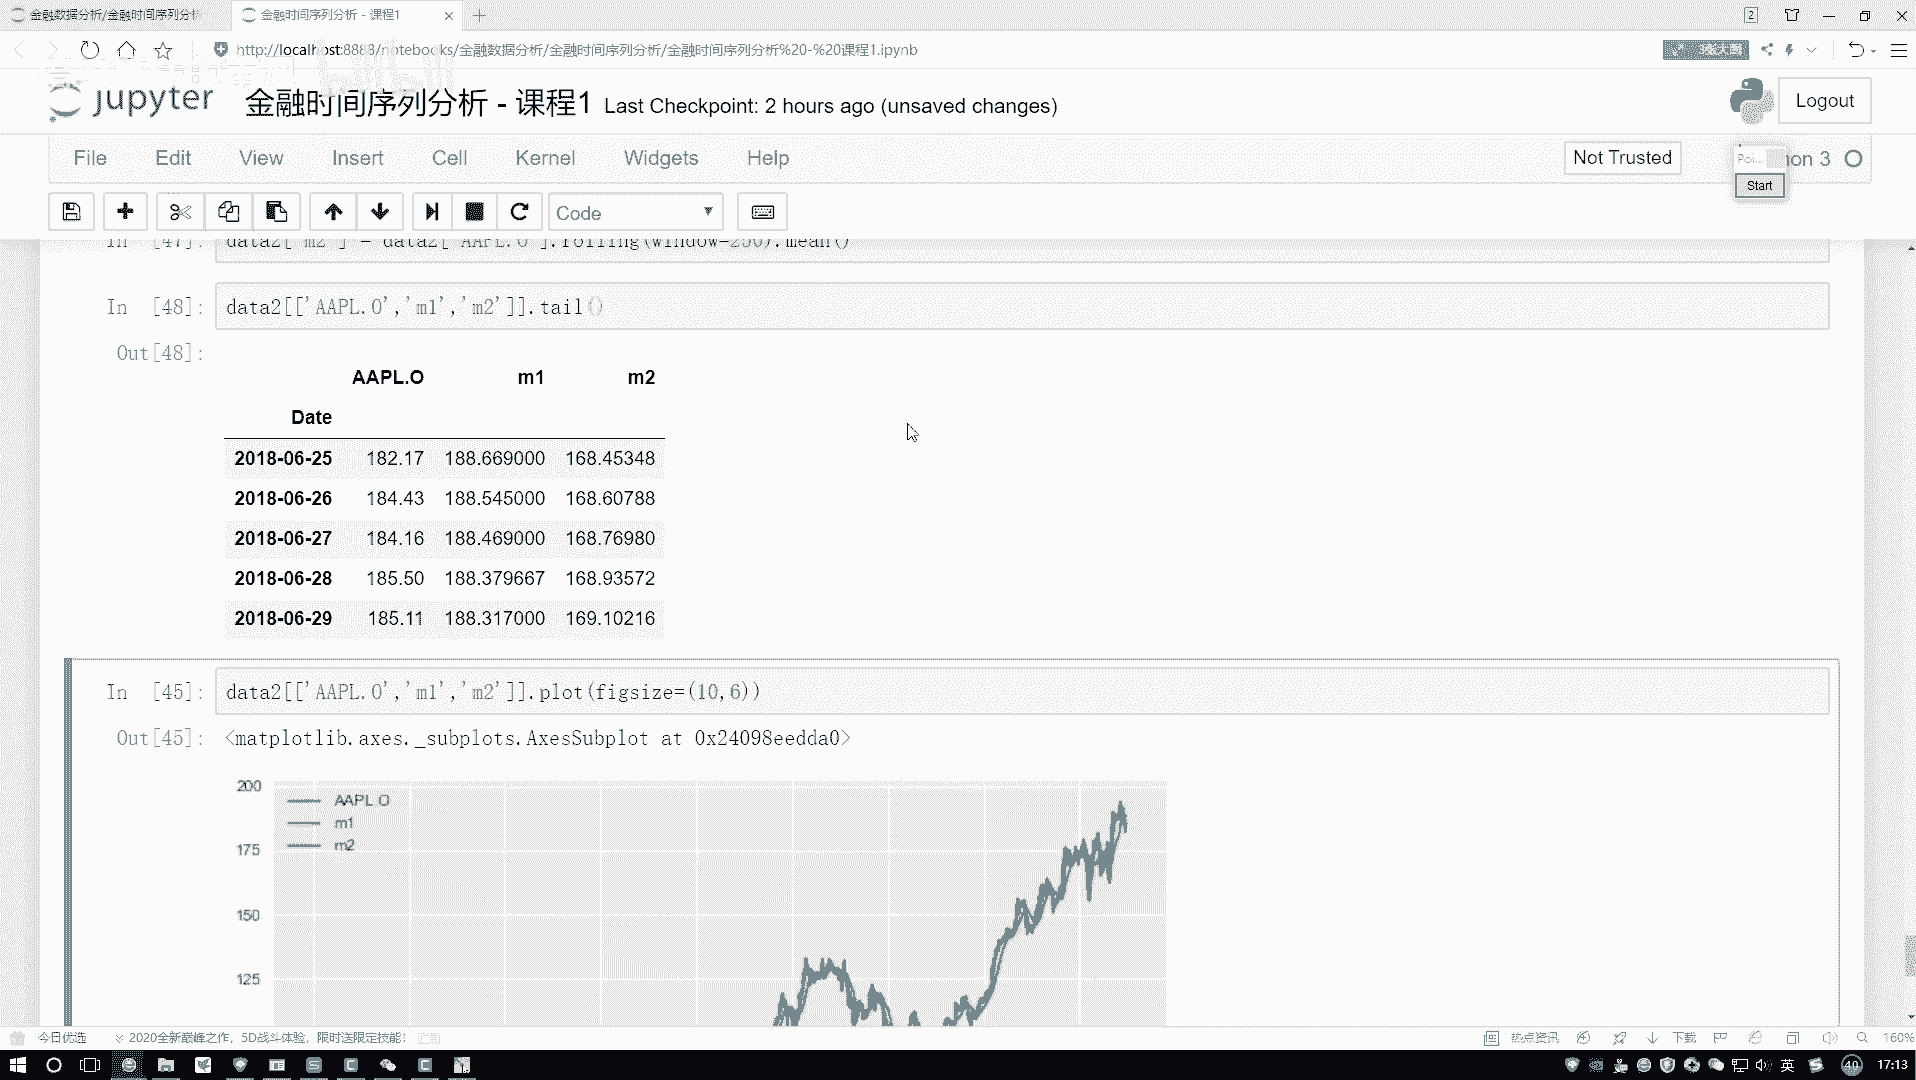 金融数据分析/金融时间序列分析
金融时间序列分析 - 课程1
2
http://localhost:8888/notebooks/金融数据分析/金融时间序列分析/金融时间序列分析%20-%20课程1.ipynb
jupyter 金融时间序列分析 - 课程1 Last Checkpoint: 2 hours ago (unsaved changes)
Logout
File Edit View Insert Cell Kernel Widgets Help
Not Trusted
Poi...
hon 3
Start
Code
In [47]: data2['m2'] = data2['AAPL.O'].rolling(window=250).mean()
In [48]: data2[['AAPL.O','m1','m2']].tail()
Out[48]:
AAPL.O m1 m2
Date
2018-06-25 182.17 188.669000 168.45348
2018-06-26 184.43 188.545000 168.60788
2018-06-27 184.16 188.469000 168.76980
2018-06-28 185.50 188.379667 168.93572
2018-06-29 185.11 188.317000 169.10216
In [45]: data2[['AAPL.O','m1','m2']].plot(figsize=(10,6))
Out[45]: <matplotlib.axes._subplots.AxesSubplot at 0x24098eedda0>
200
AAPL.O
m1
m2
175
150
125
今日优选
2020全新巅峰之作，5D战斗体验，限时送限定技能！
热点资讯
下载
160%
英
40
17:13